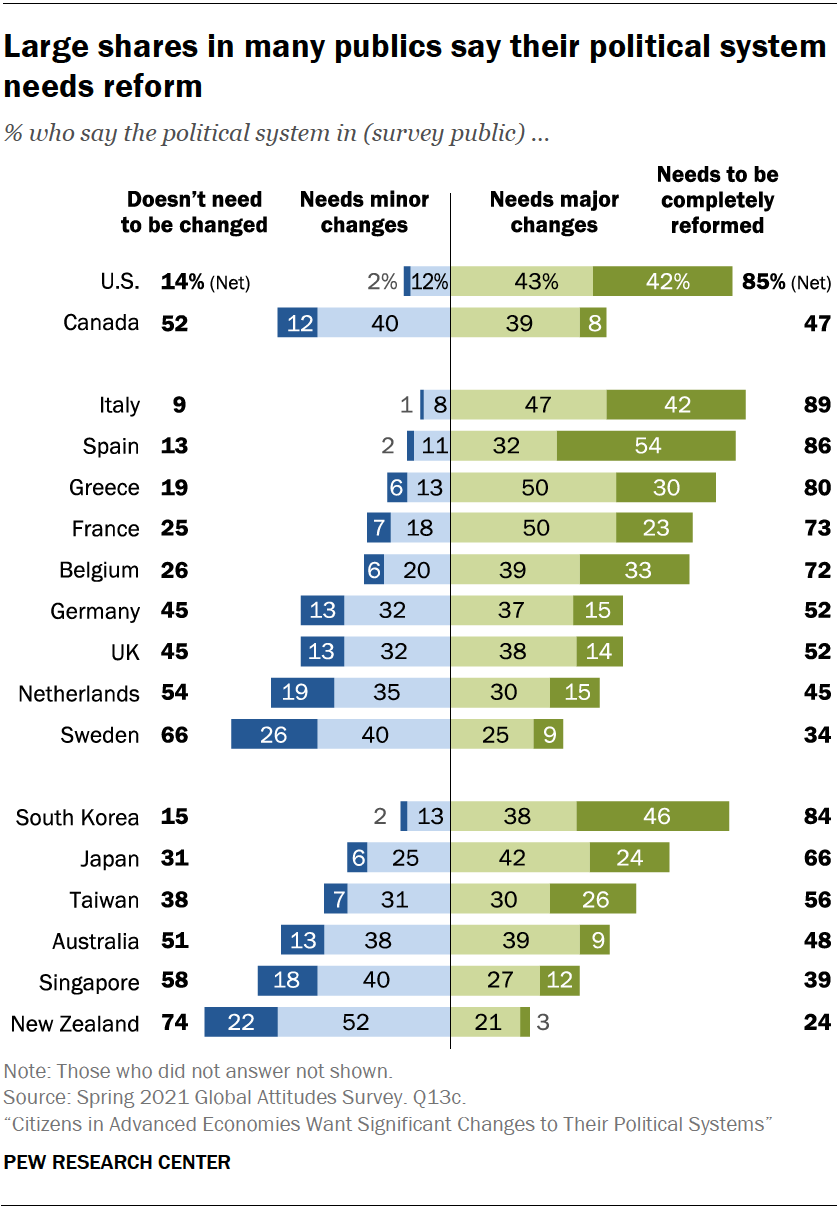 Large shares in many publics say their political system
needs reform
% who say the political system in (survey public) ...
Doesn’t need
to be changed
Needs minor
changes
Needs major
changes
Needs to be
completely
reformed
U.S. 14% (Net) 2% 12% 43% 42% 85% (Net)
Canada 52 12 40 39 8 47
Italy 9 1 8 47 42 89
Spain 13 2 11 32 54 86
Greece 19 6 13 50 30 80
France 25 7 18 50 23 73
Belgium 26 6 20 39 33 72
Germany 45 13 32 37 15 52
UK 45 13 32 38 14 52
Netherlands 54 19 35 30 15 45
Sweden 66 26 40 25 9 34
South Korea 15 2 13 38 46 84
Japan 31 6 25 42 24 66
Taiwan 38 7 31 30 26 56
Australia 51 13 38 39 9 48
Singapore 58 18 40 27 12 39
New Zealand 74 22 52 21 3 24
Note: Those who did not answer not shown.
Source: Spring 2021 Global Attitudes Survey. Q13c.
“Citizens in Advanced Economies Want Significant Changes to Their Political Systems”
PEW RESEARCH CENTER